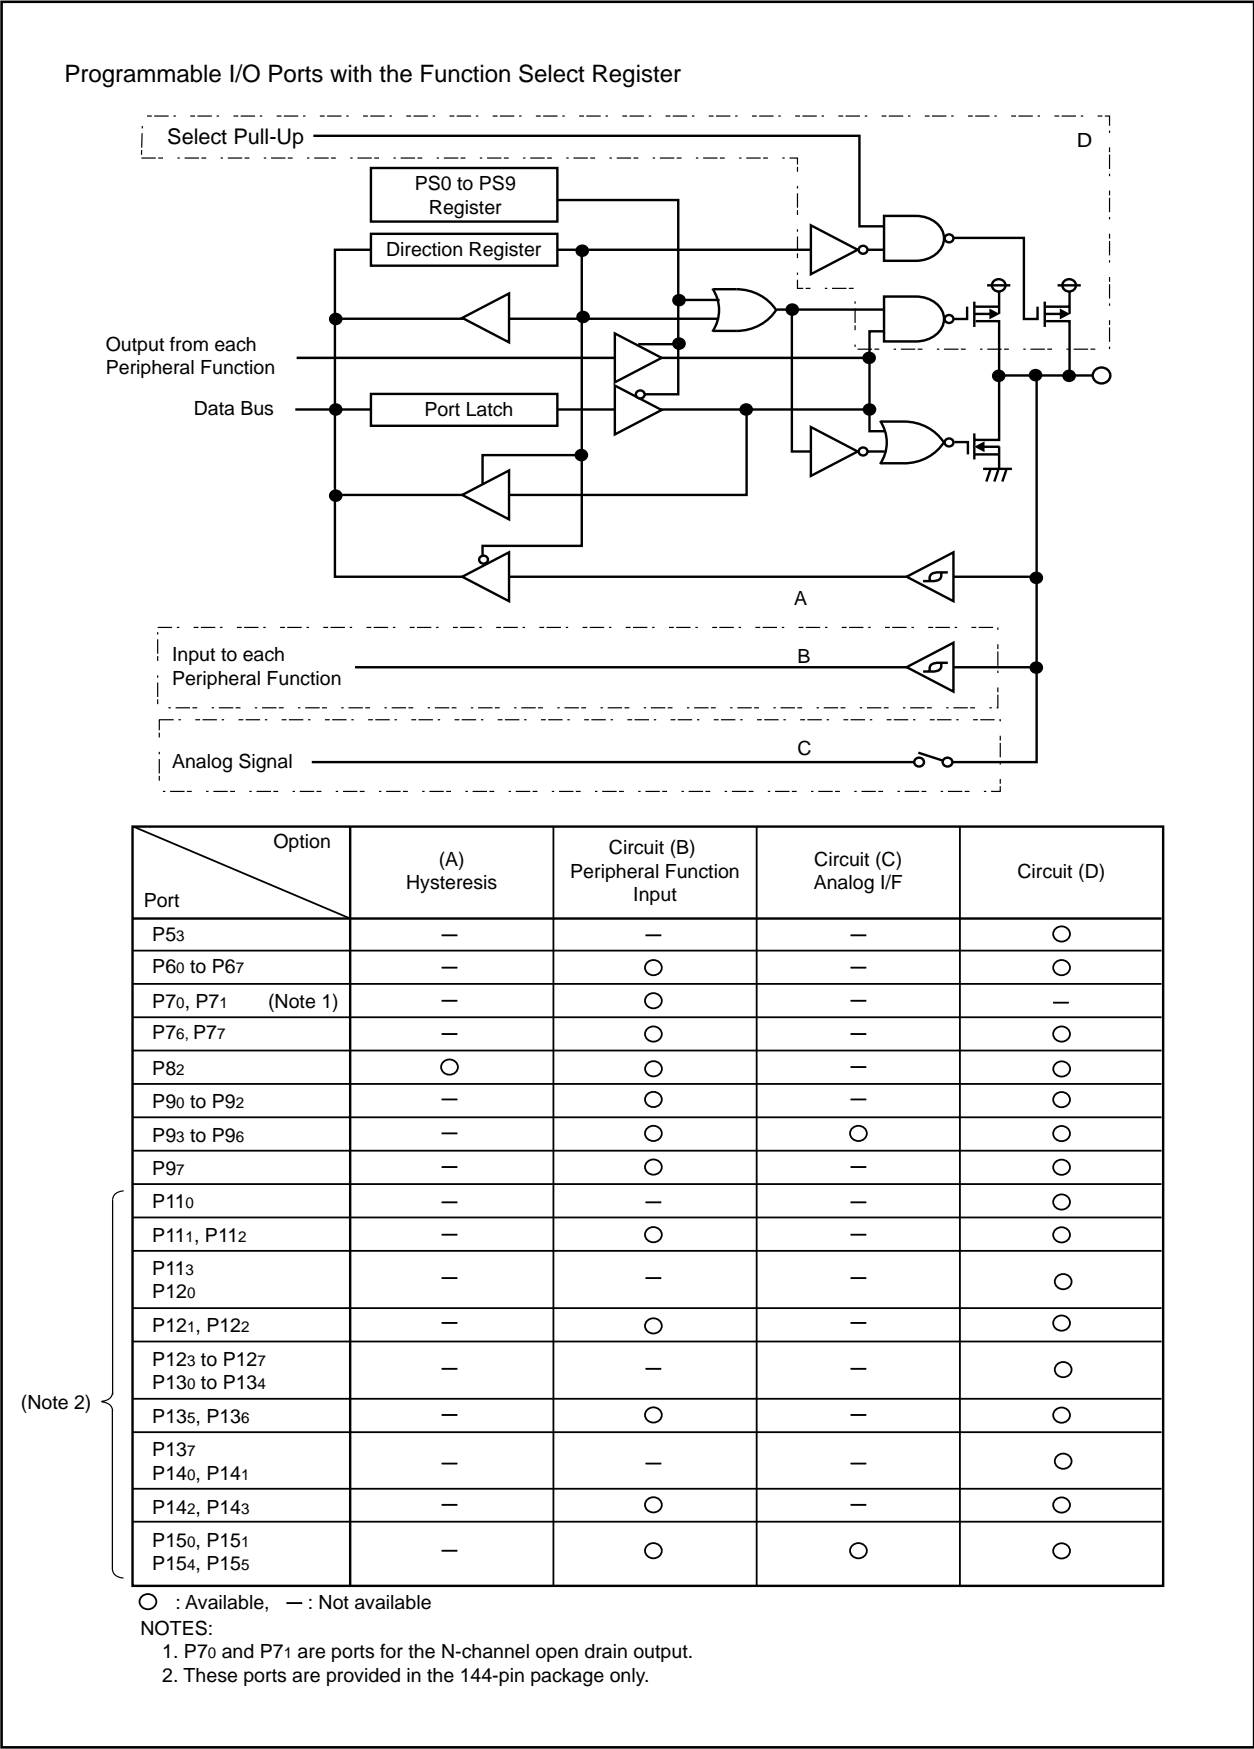 Programmable I/O Ports with the Function Select Register
Select Pull-Up
D
PS0 to PS9
Register
Direction Register
Output from each
Peripheral Function
Data Bus
Port Latch
A
Input to each
Peripheral Function
B
Analog Signal
C
Option
Port
(A)
Hysteresis
Circuit (B)
Peripheral Function
Input
Circuit (C)
Analog I/F
Circuit (D)
P53 — — — ○
P60 to P67 — ○ — ○
P70, P71 (Note 1) — ○ — —
P76, P77 — ○ — ○
P82 ○ ○ — ○
P90 to P92 — ○ — ○
P93 to P96 — ○ ○ ○
P97 — ○ — ○
P110 — — — ○
P111, P112 — ○ — ○
P113
P120 — — — ○
P121, P122 — ○ — ○
P123 to P127
P130 to P134 — — — ○
(Note 2)
P135, P136 — ○ — ○
P137
P140, P141 — — — ○
P142, P143 — ○ — ○
P150, P151
P154, P155 — ○ ○ ○
○ : Available, — : Not available
NOTES:
1. P70 and P71 are ports for the N-channel open drain output.
2. These ports are provided in the 144-pin package only.